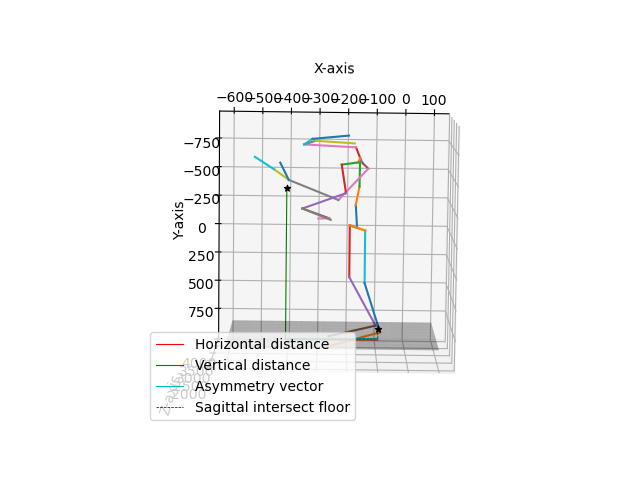 X-axis
−600 −500 −400 −300 −200 −100 0 100
−750
−500
−250
Y-axis
0
250
500
750
Horizontal distance
Vertical distance
Asymmetry vector
Sagittal intersect floor